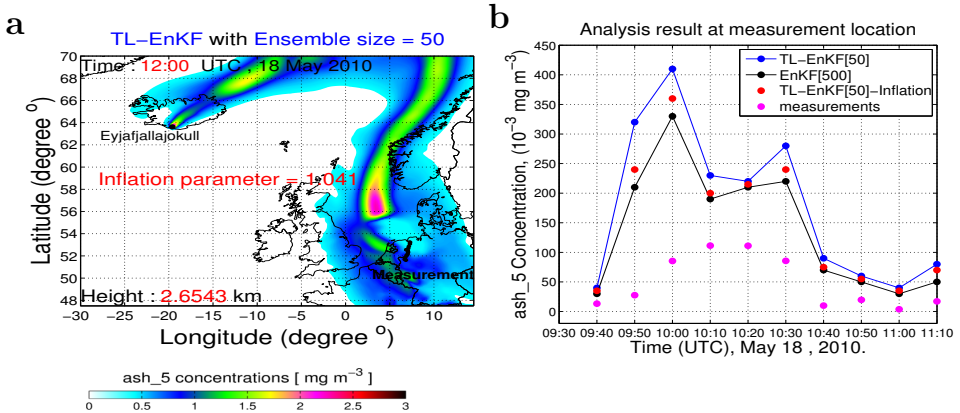 a
TL−EnKF with Ensemble size = 50
70
68
66
64
62
60
58
56
54
52
50
48
Latitude (degree °)
Time : 12:00 UTC , 18 May 2010
Eyjafjallajokull
Inflation parameter = 1.041
Measurement
Height : 2.6543 km
−30 −25 −20 −15 −10 −5 0 5 10
Longitude (degree °)
ash_5 concentrations [ mg m⁻³ ]
0 0.5 1 1.5 2 2.5 3
b
Analysis result at measurement location
450
400
350
300
250
200
150
100
50
0
ash_5 Concentration, (10⁻³ mg m⁻³)
TL−EnKF[50]
EnKF[500]
TL−EnKF[50]−Inflation
measurements
09:30 09:40 09:50 10:00 10:10 10:20 10:30 10:40 10:50 11:00 11:10
Time (UTC), May 18 , 2010.